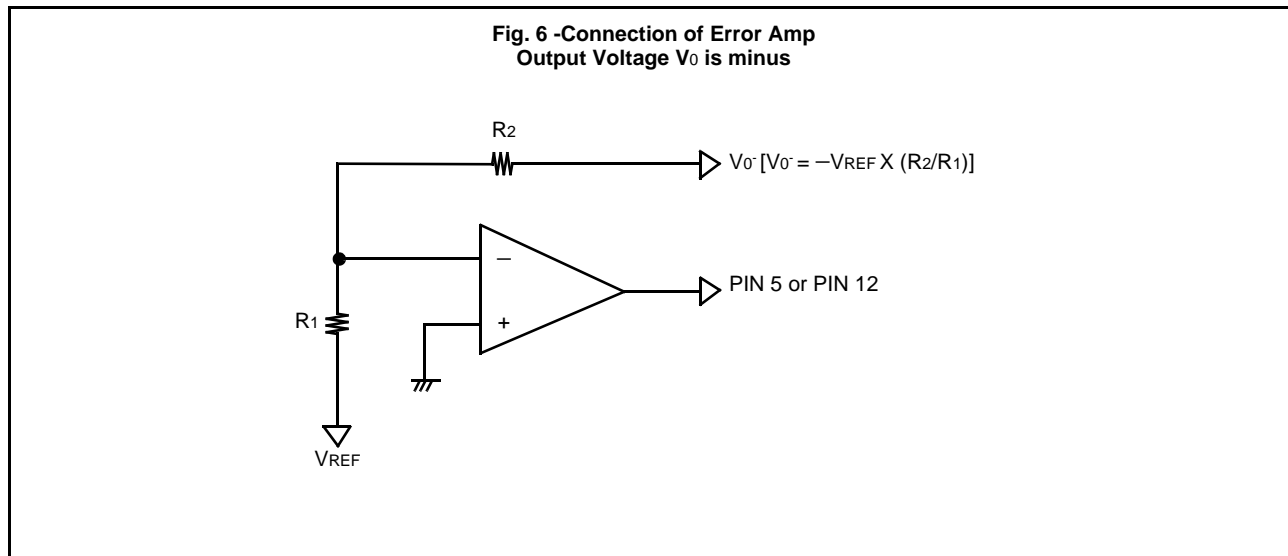 Fig. 6 -Connection of Error Amp
Output Voltage V0 is minus
R2
V0- [V0- = −VREF X (R2/R1)]
−
PIN 5 or PIN 12
R1
+
VREF